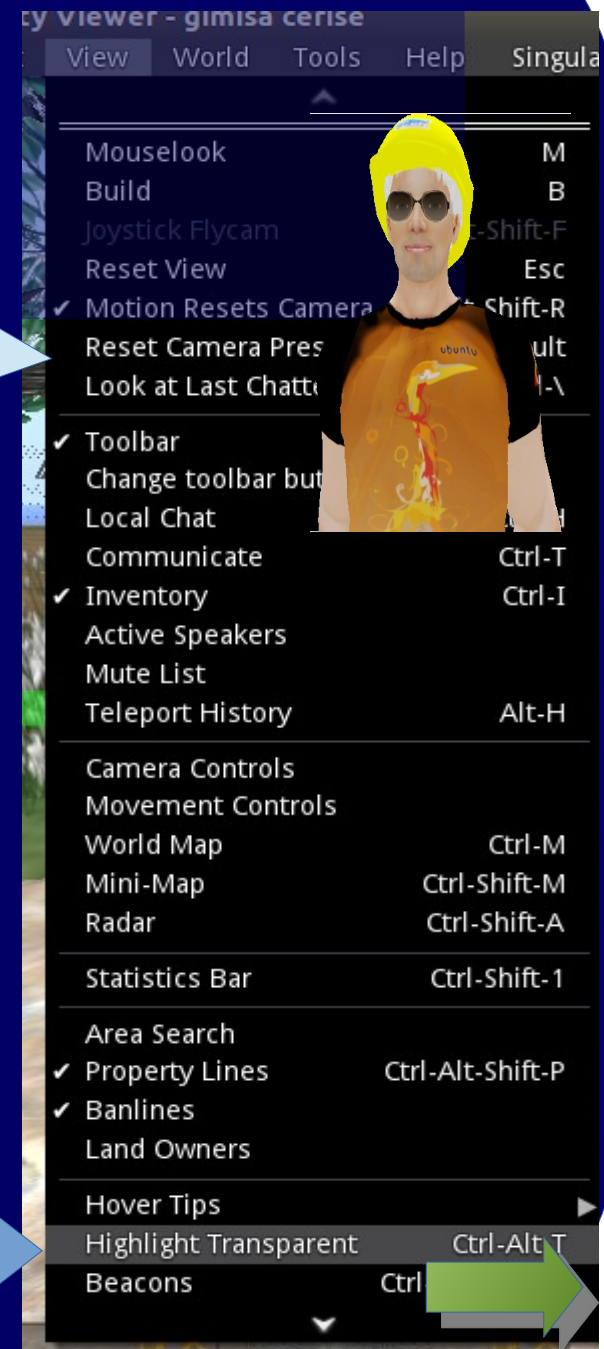 ty Viewer - gimisa cerise
View World Tools Help Singula
Mouselook M
Build B
Joystick Flycam t-Shift-F
Reset View Esc
✔ Motion Resets Camera Shift-R
Reset Camera Pres ult
Look at Last Chatte -\
ubuntu
✔ Toolbar
Change toolbar but
Local Chat H
Communicate Ctrl-T
✔ Inventory Ctrl-I
Active Speakers
Mute List
Teleport History Alt-H
Camera Controls
Movement Controls
World Map Ctrl-M
Mini-Map Ctrl-Shift-M
Radar Ctrl-Shift-A
Statistics Bar Ctrl-Shift-1
Area Search
✔ Property Lines Ctrl-Alt-Shift-P
✔ Banlines
Land Owners
Hover Tips ▶
Highlight Transparent Ctrl-Alt-T
Beacons Ctrl